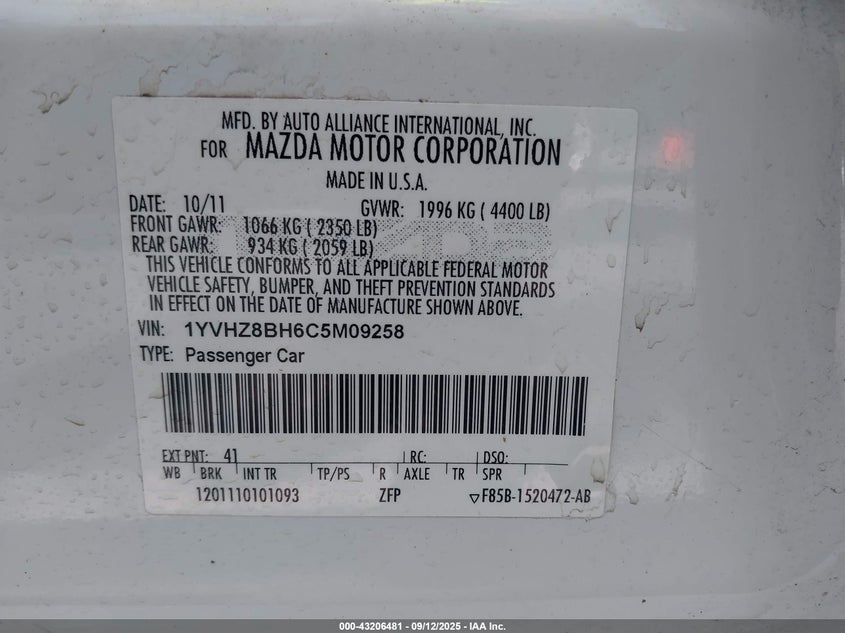 MFD. BY AUTO ALLIANCE INTERNATIONAL, INC.
FOR MAZDA MOTOR CORPORATION
MADE IN U.S.A.
DATE: 10/11 GVWR: 1996 KG ( 4400 LB)
FRONT GAWR: 1066 KG ( 2350 LB)
REAR GAWR: 934 KG ( 2059 LB)
THIS VEHICLE CONFORMS TO ALL APPLICABLE FEDERAL MOTOR
VEHICLE SAFETY, BUMPER, AND THEFT PREVENTION STANDARDS
IN EFFECT ON THE DATE OF MANUFACTURE SHOWN ABOVE.
VIN: 1YVHZ8BH6C5M09258
TYPE: Passenger Car
EXT PNT: 41 RC: DSO:
WB BRK INT TR TP/PS R AXLE TR SPR
1201110101093 ZFP ▽F85B-1520472-AB
000-43206481 - 09/12/2025 - IAA Inc.